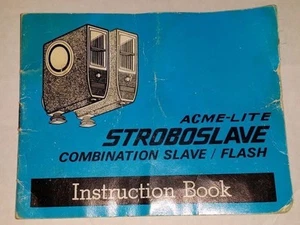 ACME-LITE
STROBOSLAVE
COMBINATION SLAVE / FLASH
Instruction Book